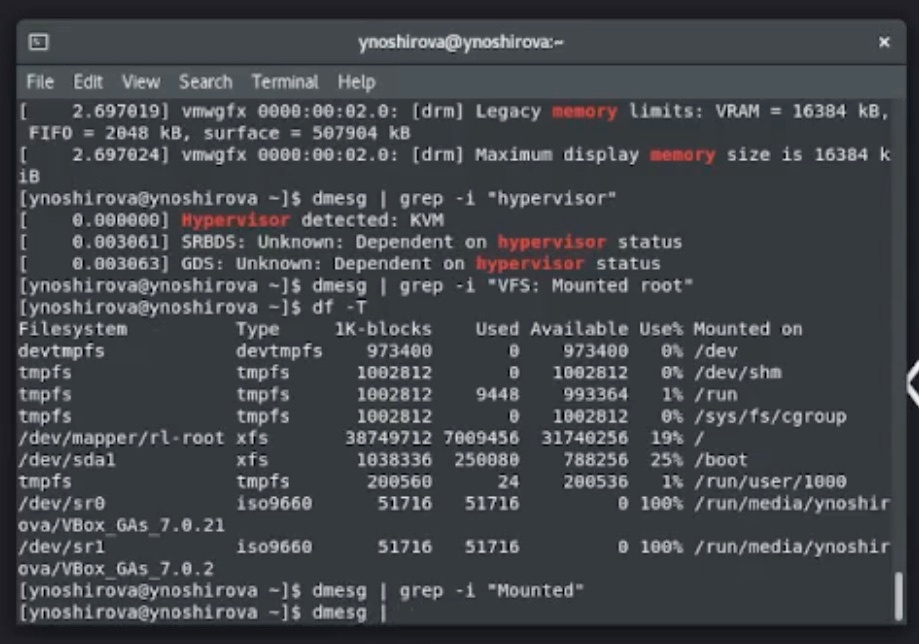 ynoshirova@ynoshirova:~
File Edit View Search Terminal Help
[    2.697019] vmwgfx 0000:00:02.0: [drm] Legacy memory limits: VRAM = 16384 kB,
 FIFO = 2048 kB, surface = 507904 kB
[    2.697024] vmwgfx 0000:00:02.0: [drm] Maximum display memory size is 16384 k
iB
[ynoshirova@ynoshirova ~]$ dmesg | grep -i "hypervisor"
[    0.000000] Hypervisor detected: KVM
[    0.003061] SRBDS: Unknown: Dependent on hypervisor status
[    0.003063] GDS: Unknown: Dependent on hypervisor status
[ynoshirova@ynoshirova ~]$ dmesg | grep -i "VFS: Mounted root"
[ynoshirova@ynoshirova ~]$ df -T
Filesystem          Type     1K-blocks    Used Available Use% Mounted on
devtmpfs            devtmpfs    973400       0    973400   0% /dev
tmpfs               tmpfs      1002812       0   1002812   0% /dev/shm
tmpfs               tmpfs      1002812    9448    993364   1% /run
tmpfs               tmpfs      1002812       0   1002812   0% /sys/fs/cgroup
/dev/mapper/rl-root xfs       38749712 7009456  31740256  19% /
/dev/sda1           xfs        1038336  250080    788256  25% /boot
tmpfs               tmpfs       200560      24    200536   1% /run/user/1000
/dev/sr0            iso9660      51716   51716         0 100% /run/media/ynoshir
ova/VBox_GAs_7.0.21
/dev/sr1            iso9660      51716   51716         0 100% /run/media/ynoshir
ova/VBox_GAs_7.0.2
[ynoshirova@ynoshirova ~]$ dmesg | grep -i "Mounted"
[ynoshirova@ynoshirova ~]$ dmesg |